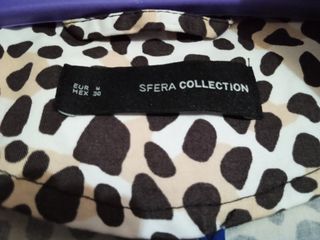 SFERA COLLECTION
EUR M
MEX 30